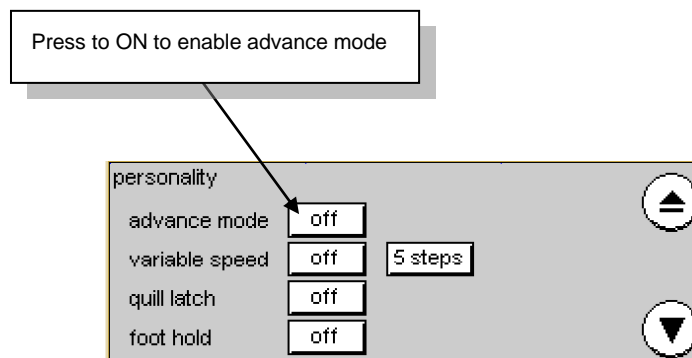 Press to ON to enable advance mode
personality
advance mode off
variable speed off 5 steps
quill latch off
foot hold off